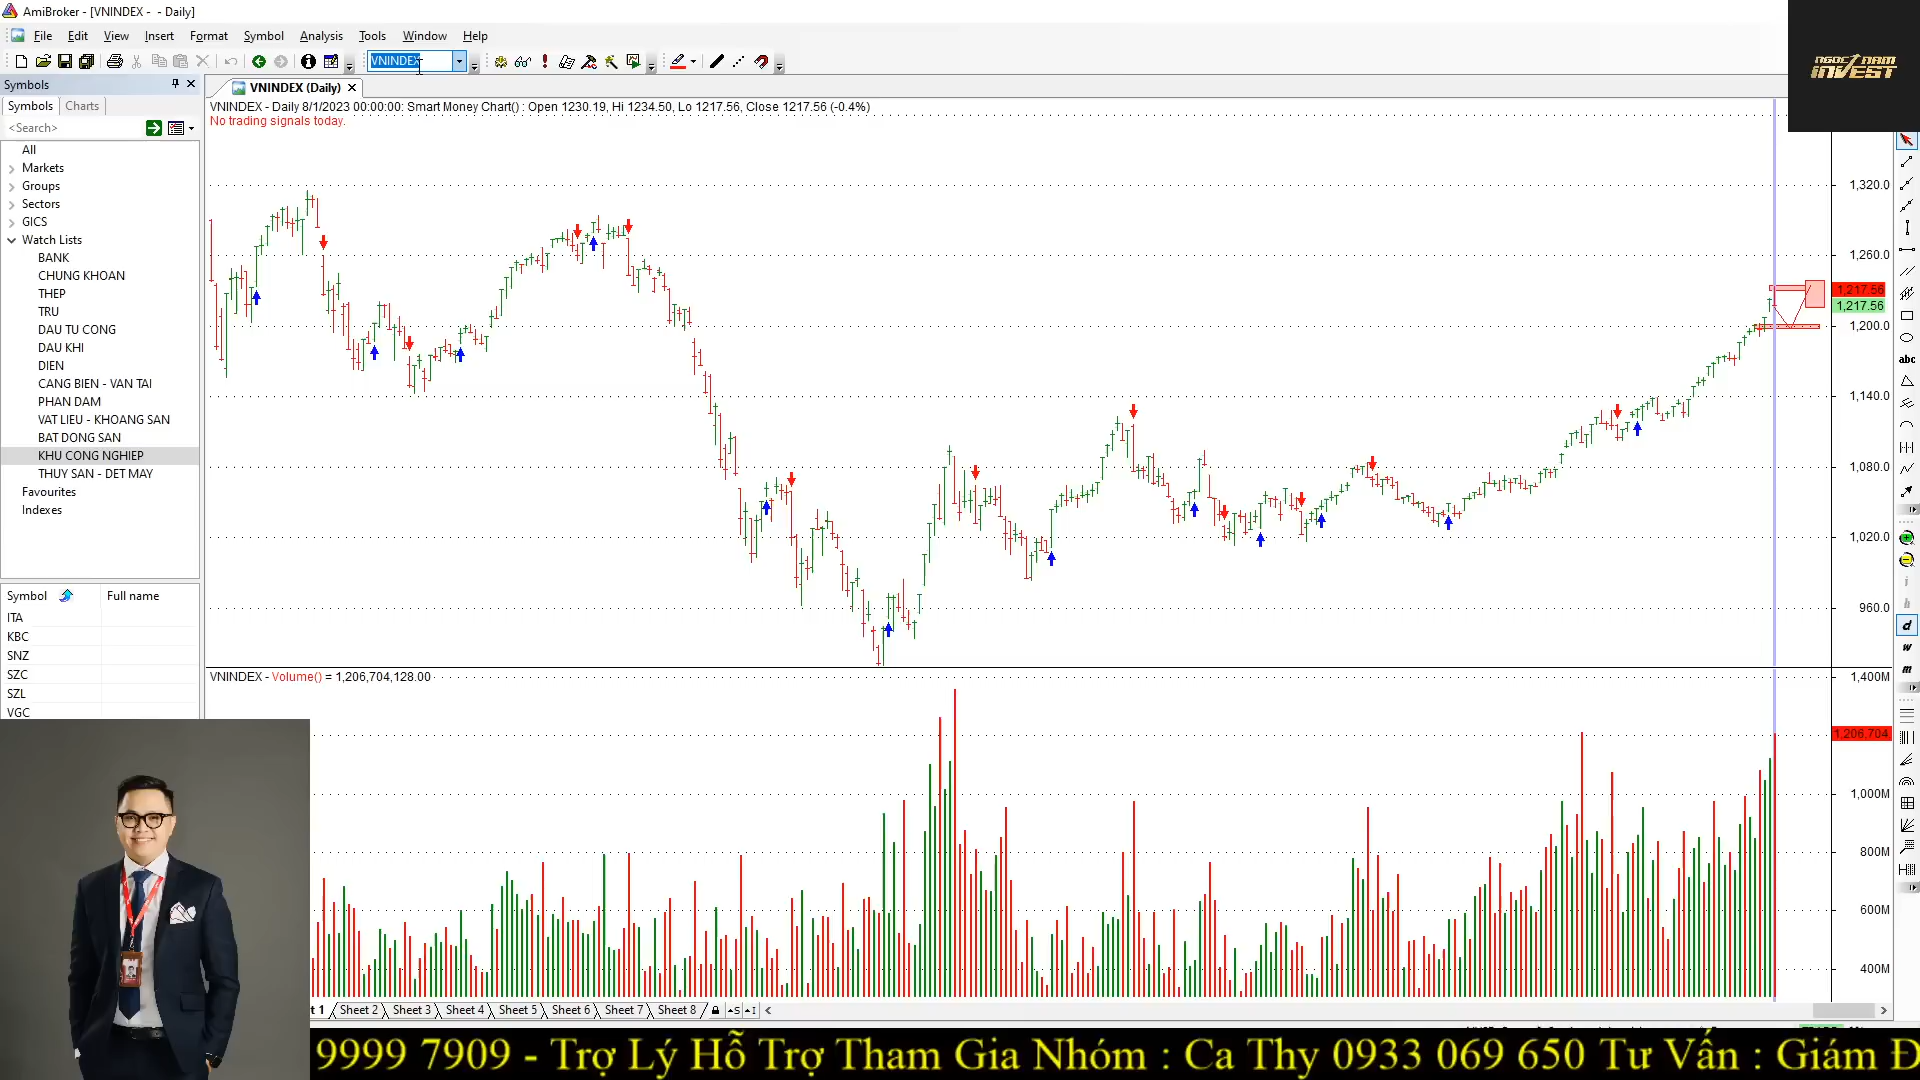 AmiBroker - [VNINDEX - - Daily]
File Edit View Insert Format Symbol Analysis Tools Window Help
VNINDEX
NGOC NAM
INVEST
Symbols
VNINDEX (Daily)
Symbols Charts
VNINDEX - Daily 8/1/2023 00:00:00: Smart Money Chart() : Open 1230.19, Hi 1234.50, Lo 1217.56, Close 1217.56 (-0.4%)
No trading signals today.
<Search>
All
Markets
Groups
Sectors
GICS
Watch Lists
BANK
CHUNG KHOAN
THEP
TRU
DAU TU CONG
DAU KHI
DIEN
CANG BIEN - VAN TAI
PHAN DAM
VAT LIEU - KHOANG SAN
BAT DONG SAN
KHU CONG NGHIEP
THUY SAN - DET MAY
Favourites
Indexes
Symbol Full name
ITA
KBC
SNZ
SZC
SZL
VGC
1,320.0
1,260.0
1,217.56
1,217.56
1,200.0
1,140.0
1,080.0
1,020.0
960.0
VNINDEX - Volume() = 1,206,704,128.00
1,400M
1,206,704
1,000M
800M
600M
400M
abc
i
h
d
w
m
t 1 Sheet 2 Sheet 3 Sheet 4 Sheet 5 Sheet 6 Sheet 7 Sheet 8
9999 7909 - Trợ Lý Hỗ Trợ Tham Gia Nhóm : Ca Thy 0933 069 650 Tư Vấn : Giám Đ